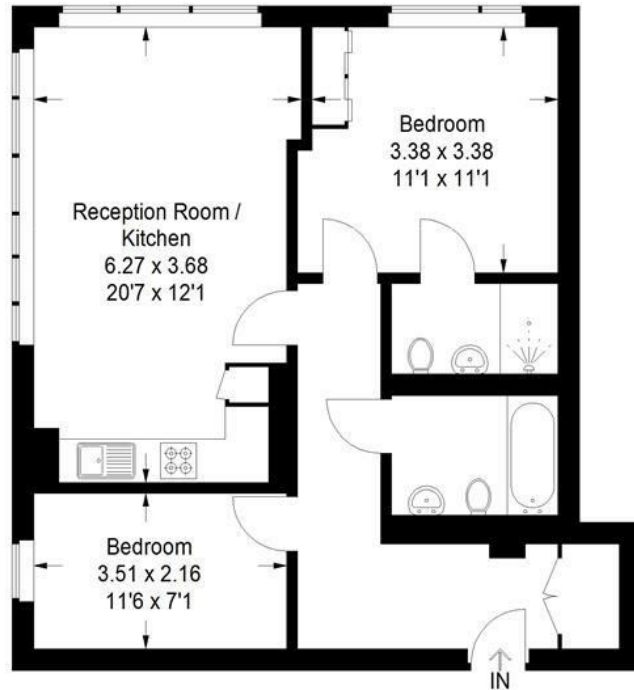 Bedroom
3.38 x 3.38
11'1 x 11'1
Reception Room /
Kitchen
6.27 x 3.68
20'7 x 12'1
Bedroom
3.51 x 2.16
11'6 x 7'1
IN